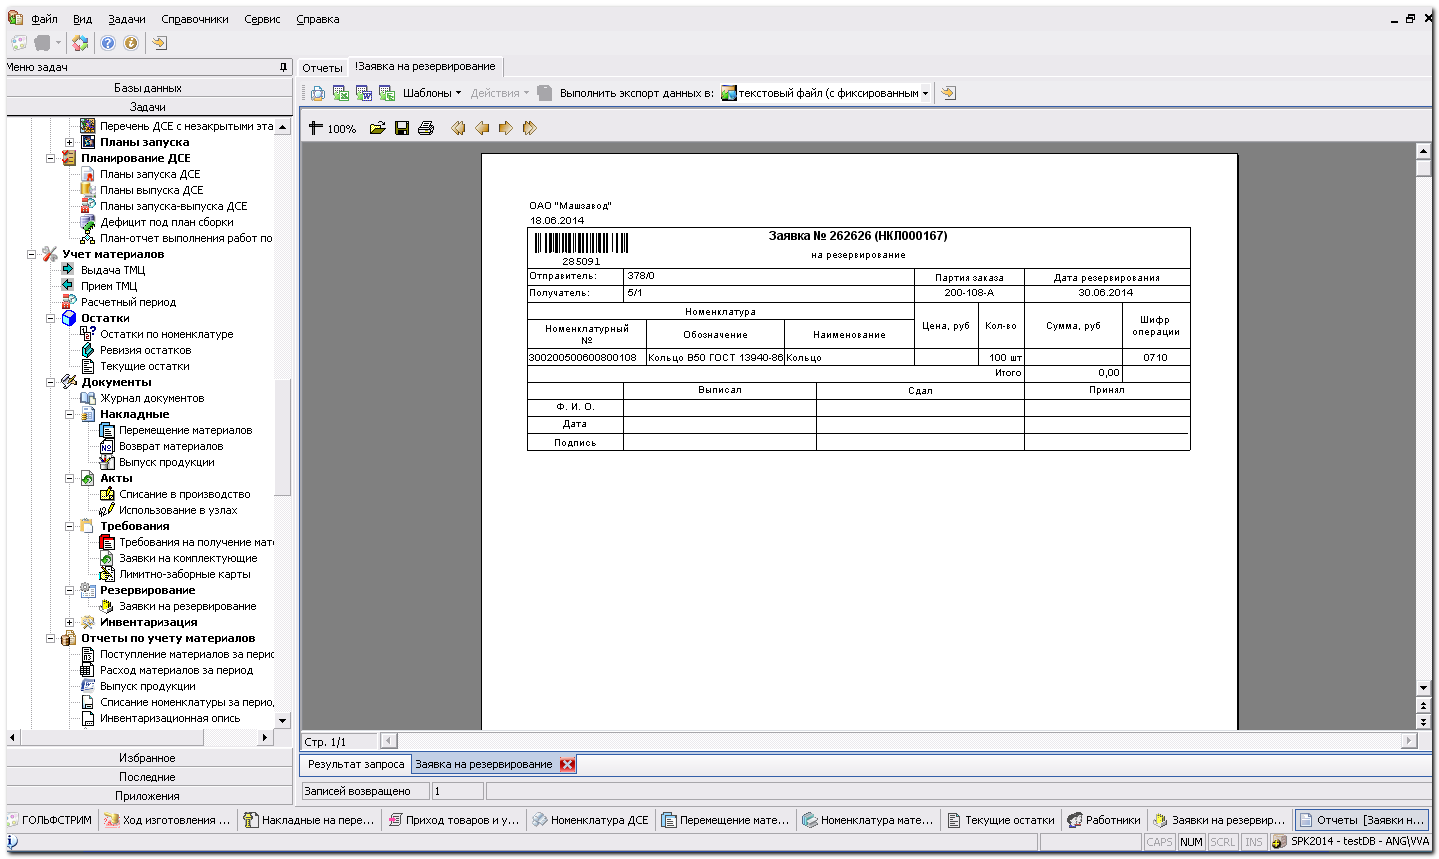 Файл Вид Задачи Справочники Сервис Справка
Меню задач
Базы данных
Задачи
Перечень ДСЕ с незакрытыми эта
Планы запуска
Планирование ДСЕ
Планы запуска ДСЕ
Планы выпуска ДСЕ
Планы запуска-выпуска ДСЕ
Дефицит под план сборки
План-отчет выполнения работ по
Учет материалов
Выдача ТМЦ
Прием ТМЦ
Расчетный период
Остатки
Остатки по номенклатуре
Ревизия остатков
Текущие остатки
Документы
Журнал документов
Накладные
Перемещение материалов
Возврат материалов
Выпуск продукции
Акты
Списание в производство
Использование в узлах
Требования
Требования на получение мате
Заявки на комплектующие
Лимитно-заборные карты
Резервирование
Заявки на резервирование
Инвентаризация
Отчеты по учету материалов
Поступление материалов за перио
Расход материалов за период
Выпуск продукции
Списание номенклатуры за период
Инвентаризационная опись
Избранное
Последние
Приложения
Отчеты !Заявка на резервирование
Шаблоны Действия Выполнить экспорт данных в: текстовый файл (с фиксированным
100%
ОАО "Машзавод"
18.06.2014
285091
Заявка № 262626 (НКЛ000167)
на резервирование
Отправитель: 378/0 Партия заказа Дата резервирования
Получатель: 5/1 200-108-А 30.06.2014
Номенклатура Цена, руб Кол-во Сумма, руб Шифр операции
Номенклатурный № Обозначение Наименование
300200500600800108 Кольцо В50 ГОСТ 13940-86 Кольцо 100 шт 0710
Итого 0,00
Выписал Сдал Принял
Ф. И. О.
Дата
Подпись
Стр. 1/1
Результат запроса Заявка на резервирование
Записей возвращено 1
ГОЛЬФСТРИМ Ход изготовления ... Накладные на пере... Приход товаров и у... Номенклатура ДСЕ Перемещение мате... Номенклатура мате... Текущие остатки Работники Заявки на резервир... Отчеты [Заявки н...
CAPS NUM SCRL INS SPK2014 - testDB - ANG\VVA